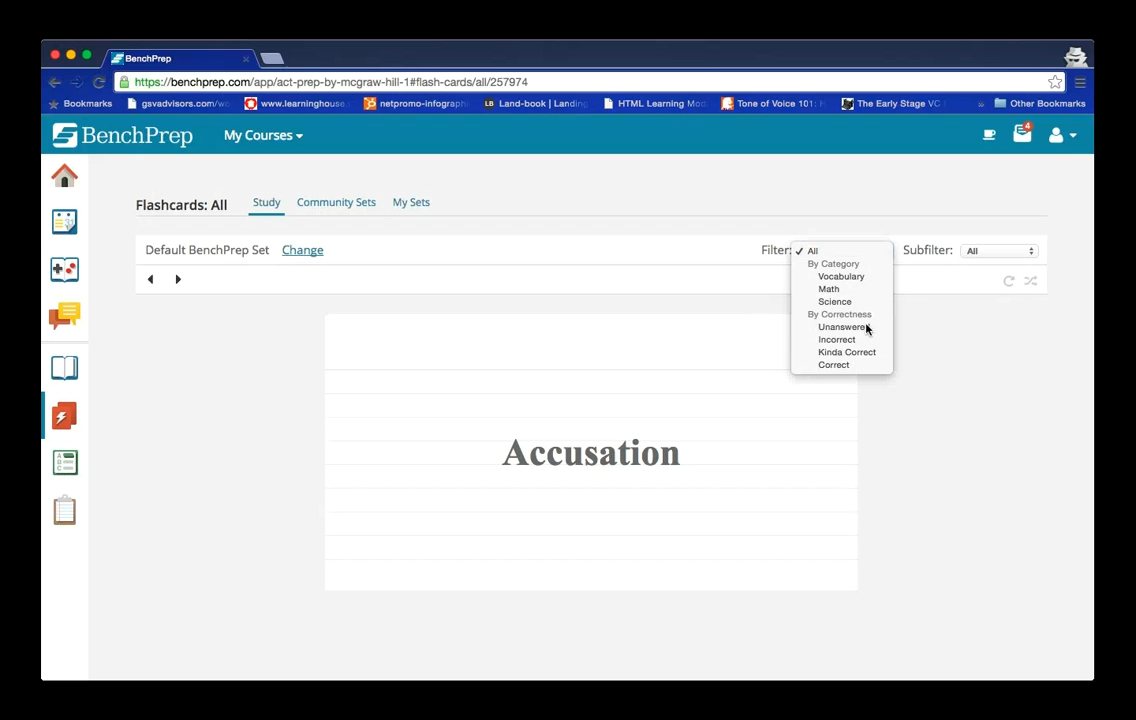 BenchPrep
https://benchprep.com/app/act-prep-by-mcgraw-hill-1#flash-cards/all/257974
Bookmarks gsvadvisors.com/w www.learninghouse. netpromo-infograph LB Land-book | Landing HTML Learning Mo Tone of Voice 101: The Early Stage VC » Other Bookmarks
BenchPrep My Courses 4
Flashcards: All Study Community Sets My Sets
Default BenchPrep Set Change Filter: ✓ All Subfilter: All
By Category
Vocabulary
Math
Science
By Correctness
Unanswered
Incorrect
Kinda Correct
Correct
Accusation